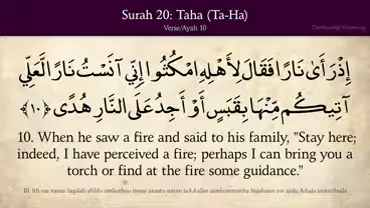 Surah 20: Taha (Ta-Ha)
Verse/Ayah 10
إِذْ رَأَىٰ نَارًا فَقَالَ لِأَهْلِهِ امْكُثُوا إِنِّي آنَسْتُ نَارًا لَّعَلِّي
آتِيكُم مِّنْهَا بِقَبَسٍ أَوْ أَجِدُ عَلَى النَّارِ هُدًى ﴿١٠﴾
10. When he saw a fire and said to his family, "Stay here;
indeed, I have perceived a fire; perhaps I can bring you a
torch or find at the fire some guidance."